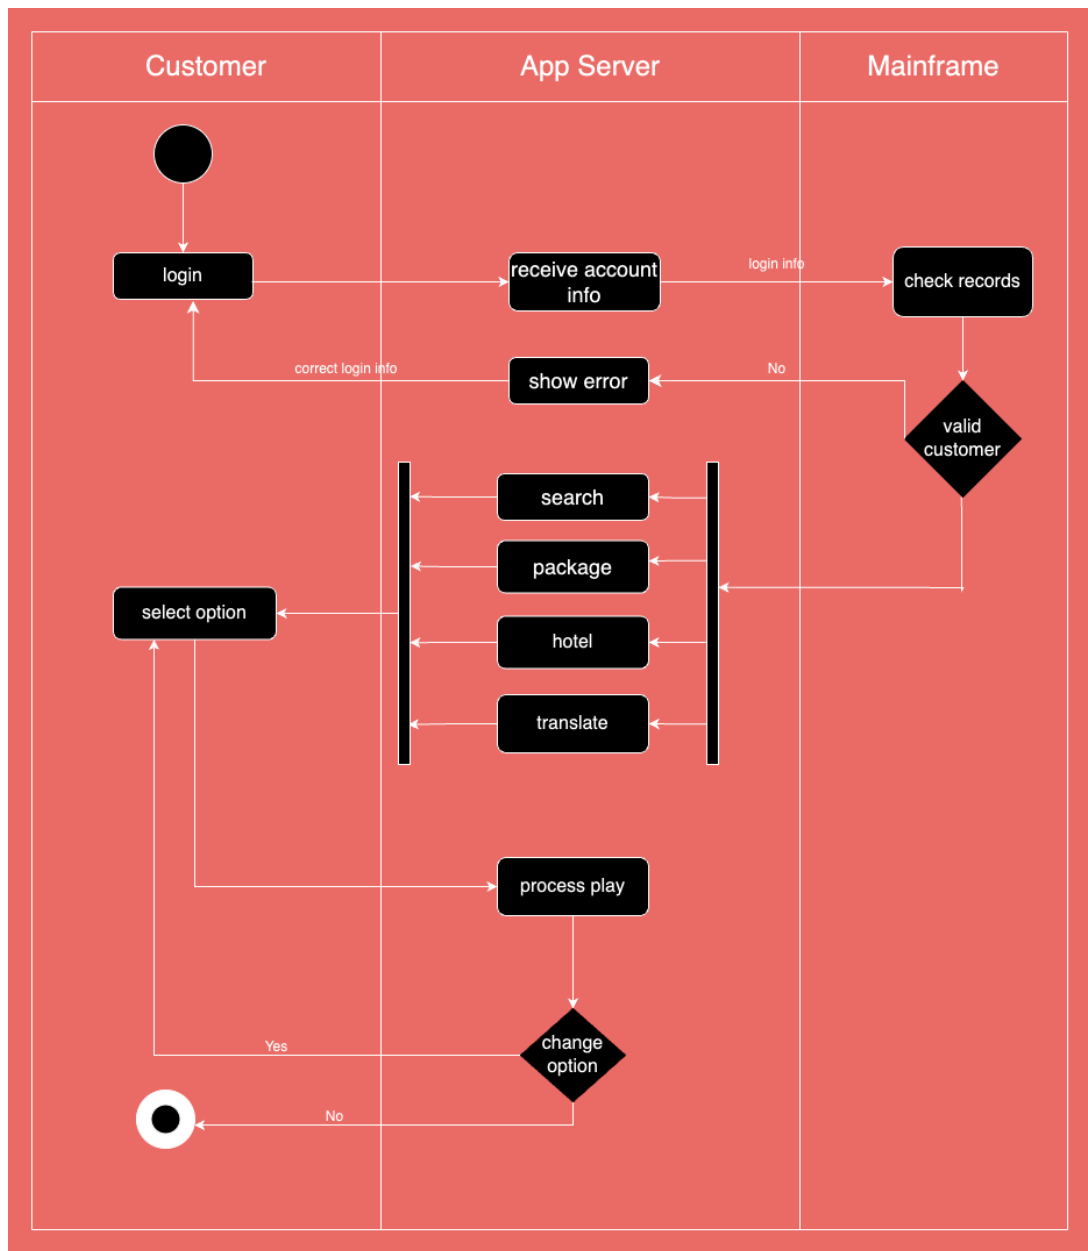 Customer
App Server
Mainframe
login
receive account
info
login info
check records
correct login info
show error
No
valid
customer
search
package
select option
hotel
translate
process play
change
option
Yes
No